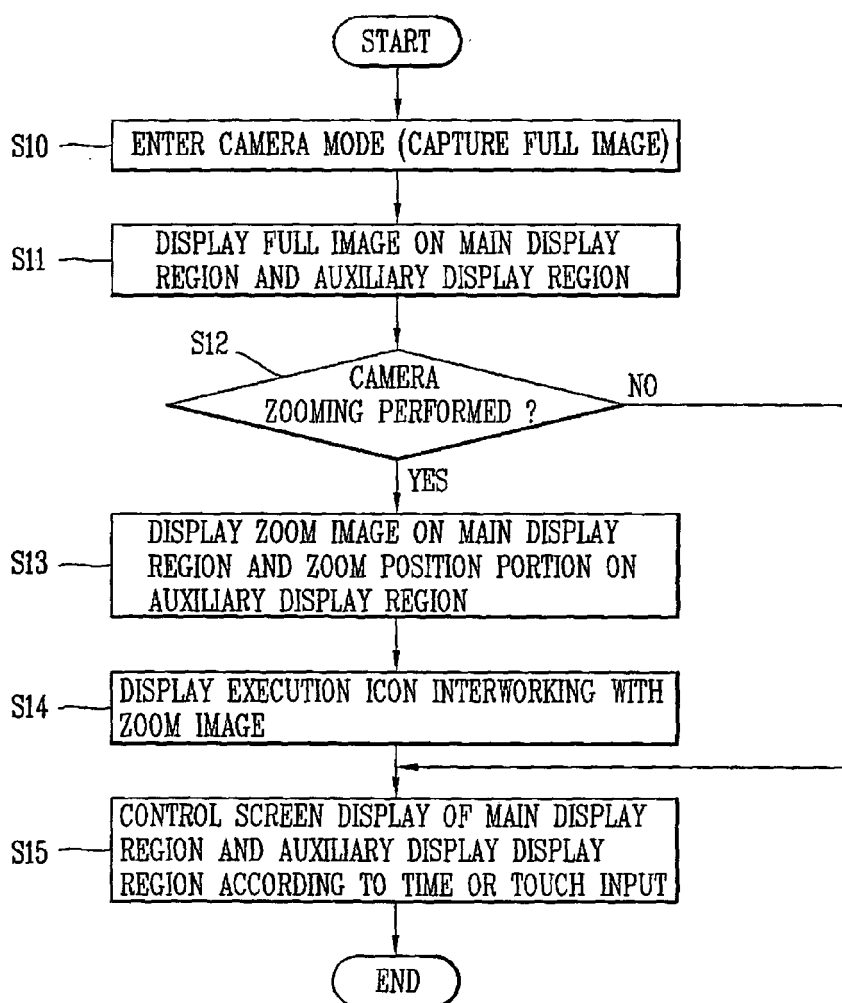 START
S10
ENTER CAMERA MODE (CAPTURE FULL IMAGE)
S11
DISPLAY FULL IMAGE ON MAIN DISPLAY
REGION AND AUXILIARY DISPLAY REGION
S12
CAMERA
ZOOMING PERFORMED ?
NO
YES
S13
DISPLAY ZOOM IMAGE ON MAIN DISPLAY
REGION AND ZOOM POSITION PORTION ON
AUXILIARY DISPLAY REGION
S14
DISPLAY EXECUTION ICON INTERWORKING WITH
ZOOM IMAGE
S15
CONTROL SCREEN DISPLAY OF MAIN DISPLAY
REGION AND AUXILIARY DISPLAY DISPLAY
REGION ACCORDING TO TIME OR TOUCH INPUT
END